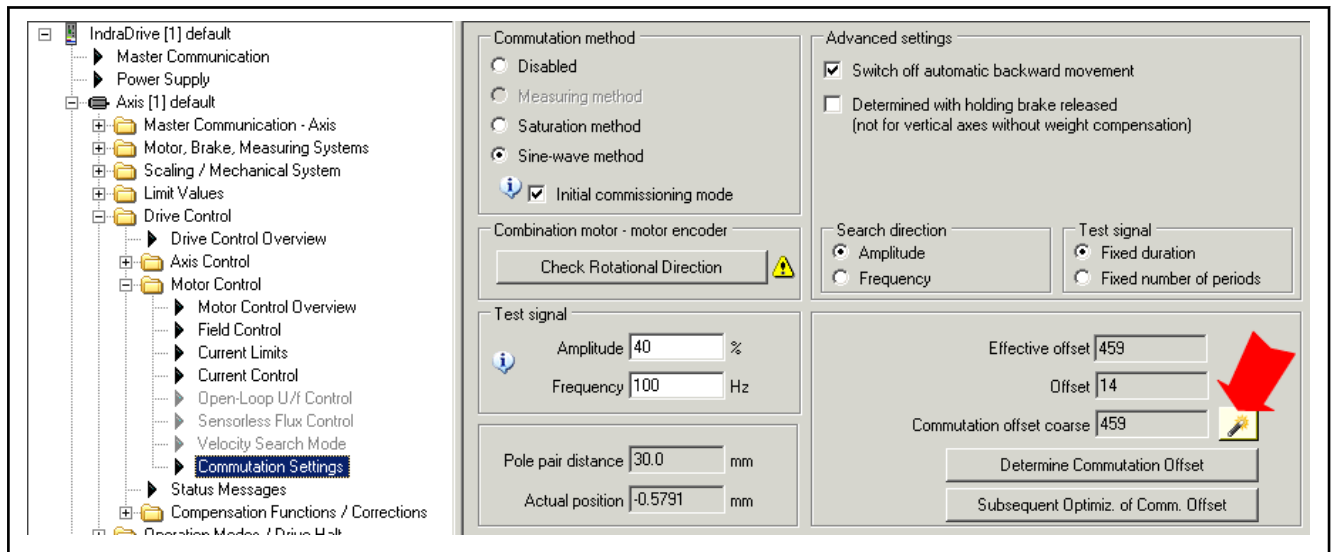 IndraDrive [1] default
Master Communication
Power Supply
Axis [1] default
Master Communication - Axis
Motor, Brake, Measuring Systems
Scaling / Mechanical System
Limit Values
Drive Control
Drive Control Overview
Axis Control
Motor Control
Motor Control Overview
Field Control
Current Limits
Current Control
Open-Loop U/f Control
Sensorless Flux Control
Velocity Search Mode
Commutation Settings
Status Messages
Compensation Functions / Corrections
Operation Modes / Drive Halt
Commutation method
Disabled
Measuring method
Saturation method
Sine-wave method
Initial commissioning mode
Advanced settings
Switch off automatic backward movement
Determined with holding brake released
(not for vertical axes without weight compensation)
Combination motor - motor encoder
Check Rotational Direction
Search direction
Amplitude
Frequency
Test signal
Fixed duration
Fixed number of periods
Test signal
Amplitude 40 %
Frequency 100 Hz
Pole pair distance 30.0 mm
Actual position -0.5791 mm
Effective offset 459
Offset 14
Commutation offset coarse 459
Determine Commutation Offset
Subsequent Optimiz. of Comm. Offset